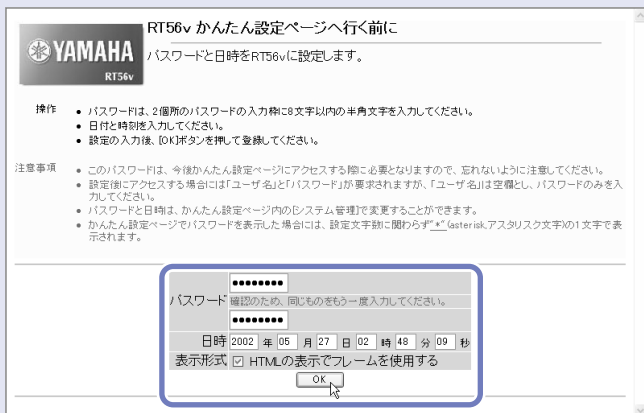 RT56v かんたん設定ページへ行く前に
YAMAHA
RT56v
パスワードと日時をRT56vに設定します。
操作
● パスワードは、2個所のパスワードの入力枠に8文字以内の半角文字を入力してください。
● 日付と時刻を入力してください。
● 設定の入力後、[OK]ボタンを押して登録してください。
注意事項
● このパスワードは、今後かんたん設定ページにアクセスする際に必要となりますので、忘れないように注意してください。
● 設定後にアクセスする場合には「ユーザ名」と「パスワード」が要求されますが、「ユーザ名」は空欄とし、パスワードのみを入
力してください。
● パスワードと日時は、かんたん設定ページ内の[システム管理]で変更することができます。
● かんたん設定ページでパスワードを表示した場合には、設定文字数に関わらず"*"(asterisk,アスタリスク文字)の1文字で表
示されます。
●●●●●●●●
パスワード 確認のため、同じものをもう一度入力してください。
●●●●●●●●
日時 2002 年 05 月 27 日 02 時 48 分 09 秒
表示形式 HTMLの表示でフレームを使用する
OK